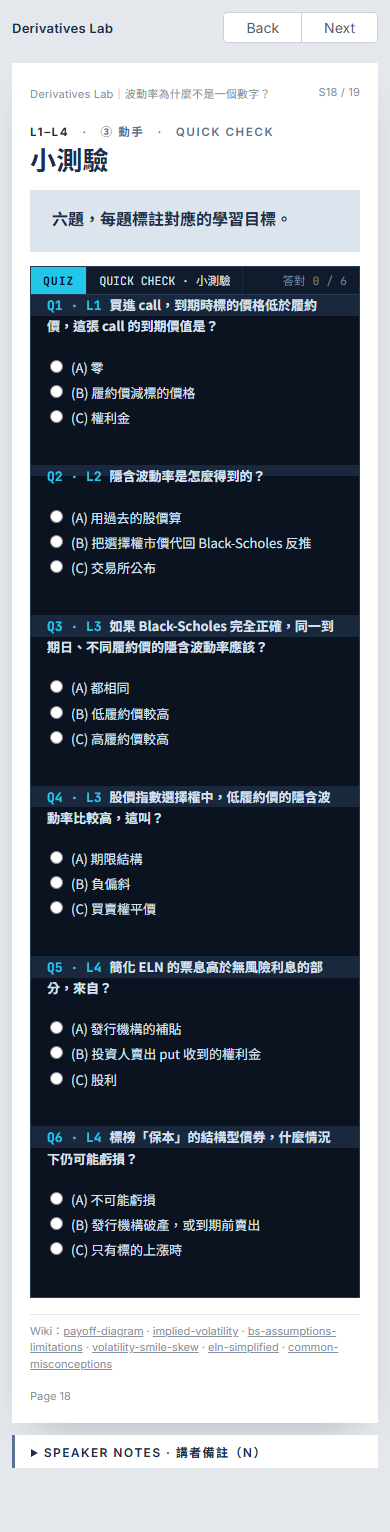 Derivatives Lab
Back
Next
Derivatives Lab | 波動率為什麼不是一個數字？
S18 / 19
L1–L4 · ③ 動手 · QUICK CHECK
小測驗
六題，每題標註對應的學習目標。
QUIZ
QUICK CHECK · 小測驗
答對 0 / 6
Q1 · L1 買進 call，到期時標的價格低於履約
價，這張 call 的到期價值是？
(A) 零
(B) 履約價減標的價格
(C) 權利金
Q2 · L2 隱含波動率是怎麼得到的？
(A) 用過去的股價算
(B) 把選擇權市價代回 Black-Scholes 反推
(C) 交易所公布
Q3 · L3 如果 Black-Scholes 完全正確，同一到
期日、不同履約價的隱含波動率應該？
(A) 都相同
(B) 低履約價較高
(C) 高履約價較高
Q4 · L3 股價指數選擇權中，低履約價的隱含波
動率比較高，這叫？
(A) 期限結構
(B) 負偏斜
(C) 買賣權平價
Q5 · L4 簡化 ELN 的票息高於無風險利息的部
分，來自？
(A) 發行機構的補貼
(B) 投資人賣出 put 收到的權利金
(C) 股利
Q6 · L4 標榜「保本」的結構型債券，什麼情況
下仍可能虧損？
(A) 不可能虧損
(B) 發行機構破產，或到期前賣出
(C) 只有標的上漲時
Wiki：payoff-diagram · implied-volatility · bs-assumptions-
limitations · volatility-smile-skew · eln-simplified · common-
misconceptions
Page 18
▶ SPEAKER NOTES · 講者備註（N）